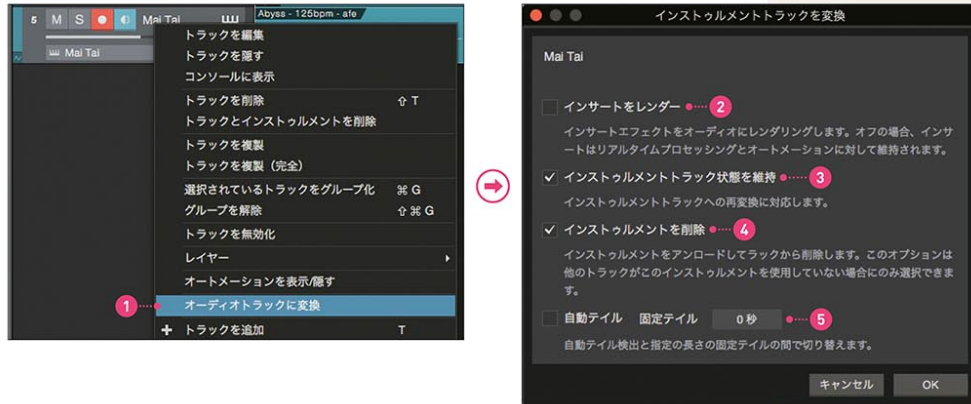 5 M S Mai Tai
Abyss - 125bpm - afe
Mai Tai
トラックを編集
トラックを隠す
コンソールに表示
トラックを削除 ⇧ T
トラックとインストゥルメントを削除
トラックを複製
トラックを複製（完全）
選択されているトラックをグループ化 ⌘ G
グループを解除 ⇧ ⌘ G
トラックを無効化
レイヤー
オートメーションを表示/隠す
1 オーディオトラックに変換
トラックを追加 T
インストゥルメントトラックを変換
Mai Tai
インサートをレンダー 2
インサートエフェクトをオーディオにレンダリングします。オフの場合、インサ
ートはリアルタイムプロセッシングとオートメーションに対して維持されます。
インストゥルメントトラック状態を維持 3
インストゥルメントトラックへの再変換に対応します。
インストゥルメントを削除 4
インストゥルメントをアンロードしてラックから削除します。このオプションは
他のトラックがこのインストゥルメントを使用していない場合にのみ選択できま
す。
自動テイル 固定テイル 0 秒 5
自動テイル検出と指定の長さの固定テイルの間で切り替えます。
キャンセル OK